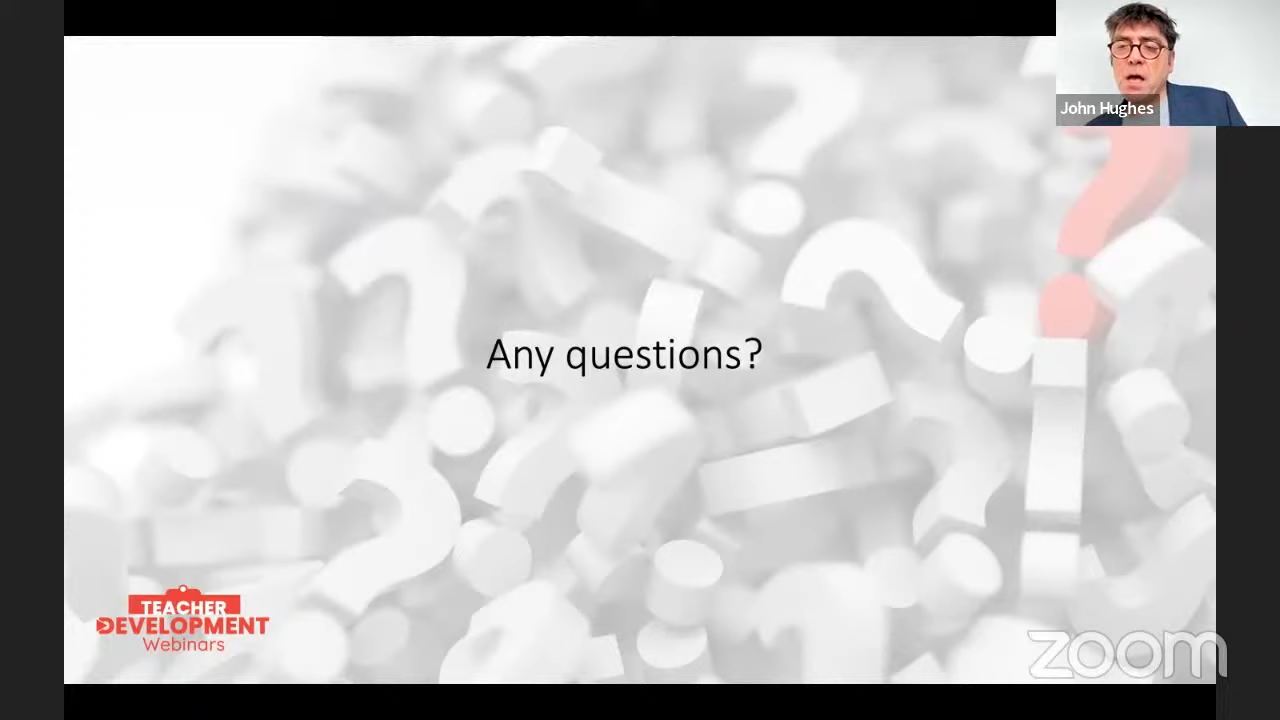 John Hughes
Any questions?
TEACHER
DEVELOPMENT
Webinars
zoom